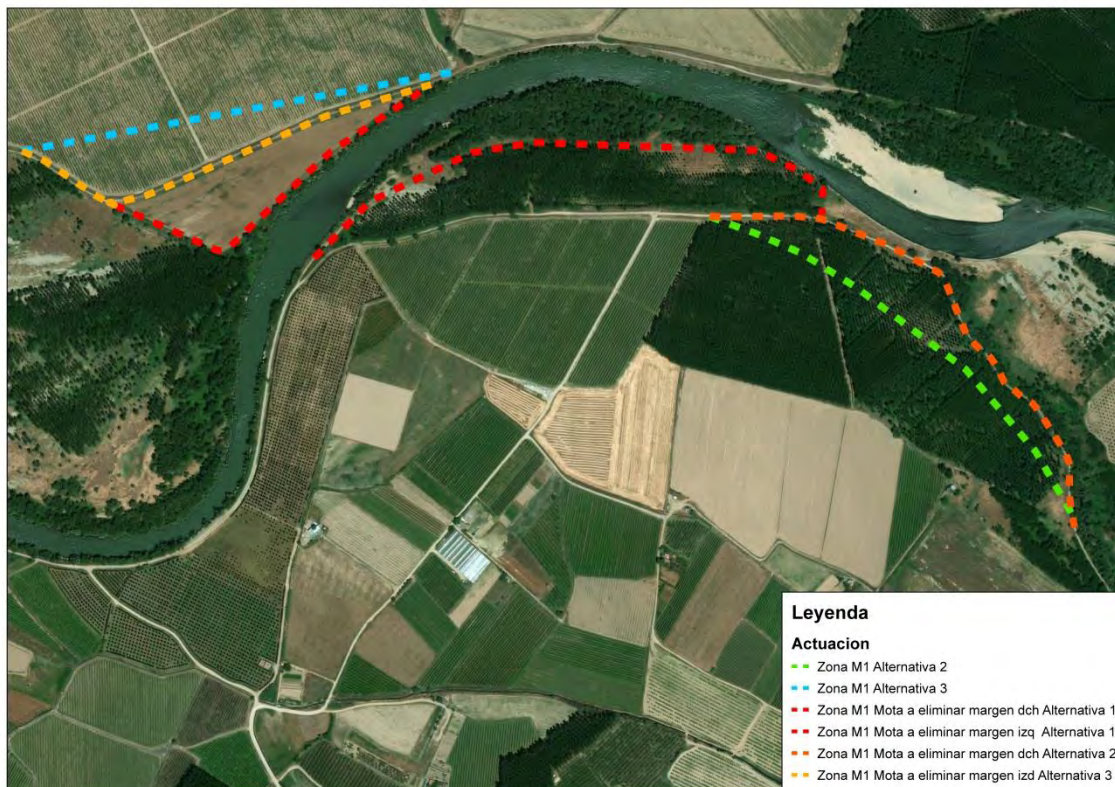 Leyenda
Actuacion
Zona M1 Alternativa 2
Zona M1 Alternativa 3
Zona M1 Mota a eliminar margen dch Alternativa 1
Zona M1 Mota a eliminar margen izq Alternativa 1
Zona M1 Mota a eliminar margen dch Alternativa 2
Zona M1 Mota a eliminar margen izd Alternativa 3